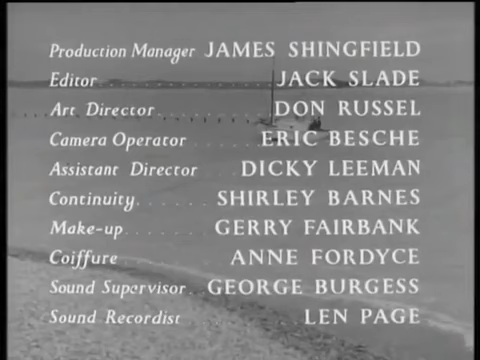 Production Manager JAMES SHINGFIELD
Editor . . . . . . . . . . . . . JACK SLADE
Art Director . . . . . . . . . . DON RUSSEL
Camera Operator . . . . . . ERIC BESCHE
Assistant Director . . . . DICKY LEEMAN
Continuity . . . . . . SHIRLEY BARNES
Make-up . . . . . . . GERRY FAIRBANK
Coiffure . . . . . . . . ANNE FORDYCE
Sound Supervisor . . GEORGE BURGESS
Sound Recordist LEN PAGE